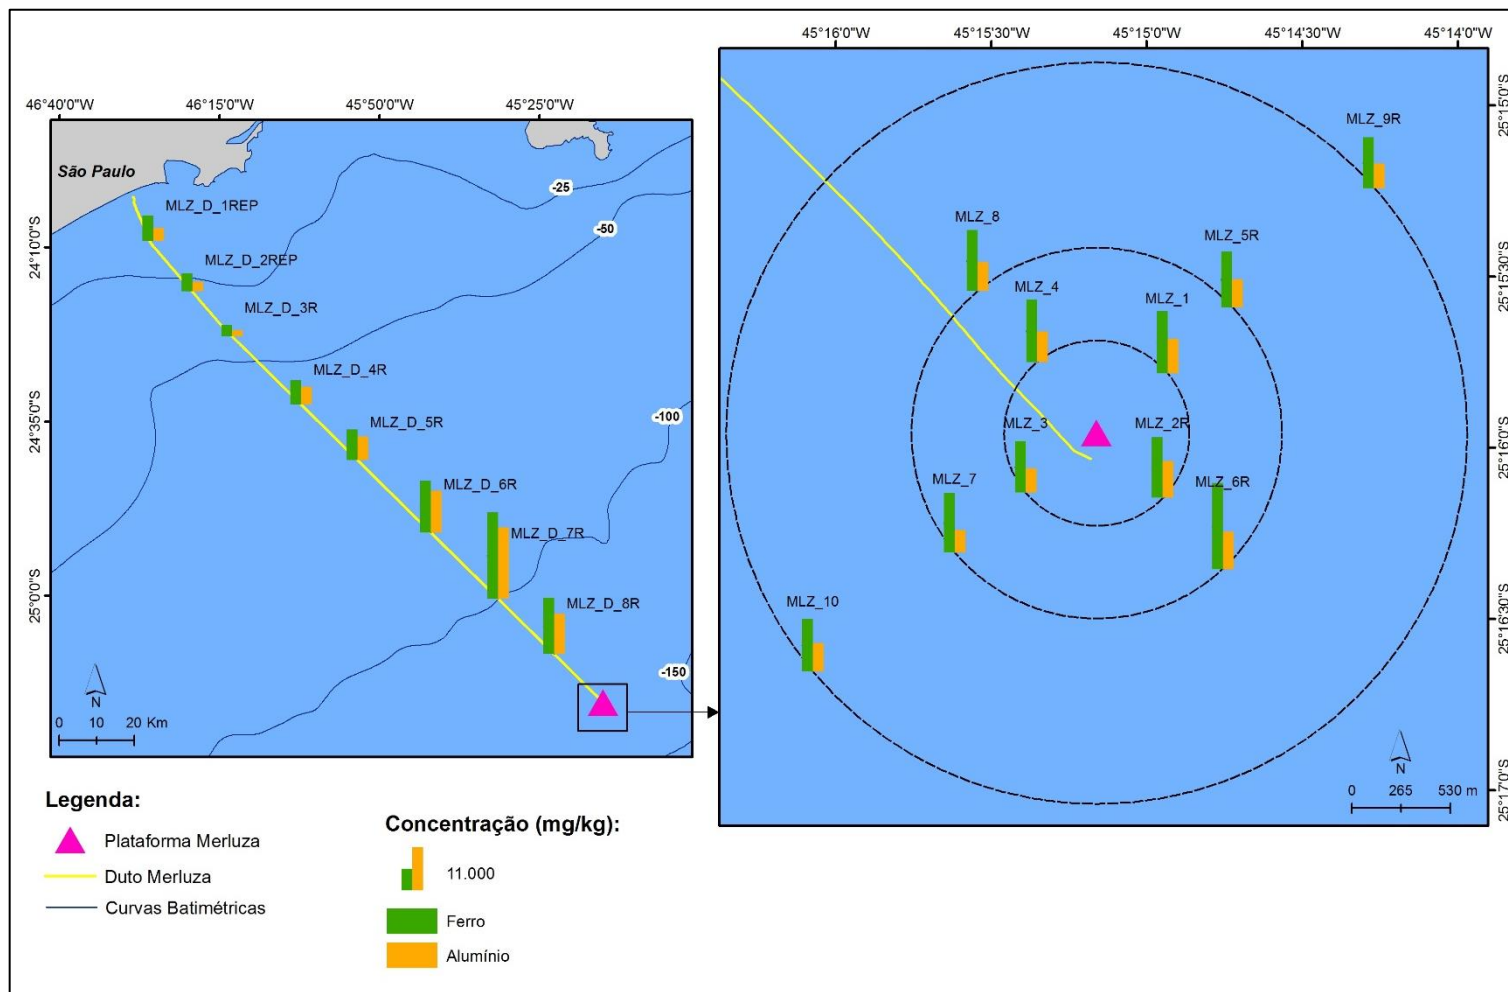 46°40'0"W 46°15'0"W 45°50'0"W 45°25'0"W
24°10'0"S
24°35'0"S
25°0'0"S
São Paulo
-25
-50
-100
-150
MLZ_D_1REP
MLZ_D_2REP
MLZ_D_3R
MLZ_D_4R
MLZ_D_5R
MLZ_D_6R
MLZ_D_7R
MLZ_D_8R
N
0 10 20 Km
45°16'0"W 45°15'30"W 45°15'0"W 45°14'30"W 45°14'0"W
25°15'0"S
25°15'30"S
25°16'0"S
25°16'30"S
25°17'0"S
MLZ_9R
MLZ_8
MLZ_5R
MLZ_4
MLZ_1
MLZ_3
MLZ_2R
MLZ_7
MLZ_6R
MLZ_10
N
0 265 530 m
Legenda:
Plataforma Merluza
Duto Merluza
Curvas Batimétricas
Concentração (mg/kg):
11.000
Ferro
Alumínio